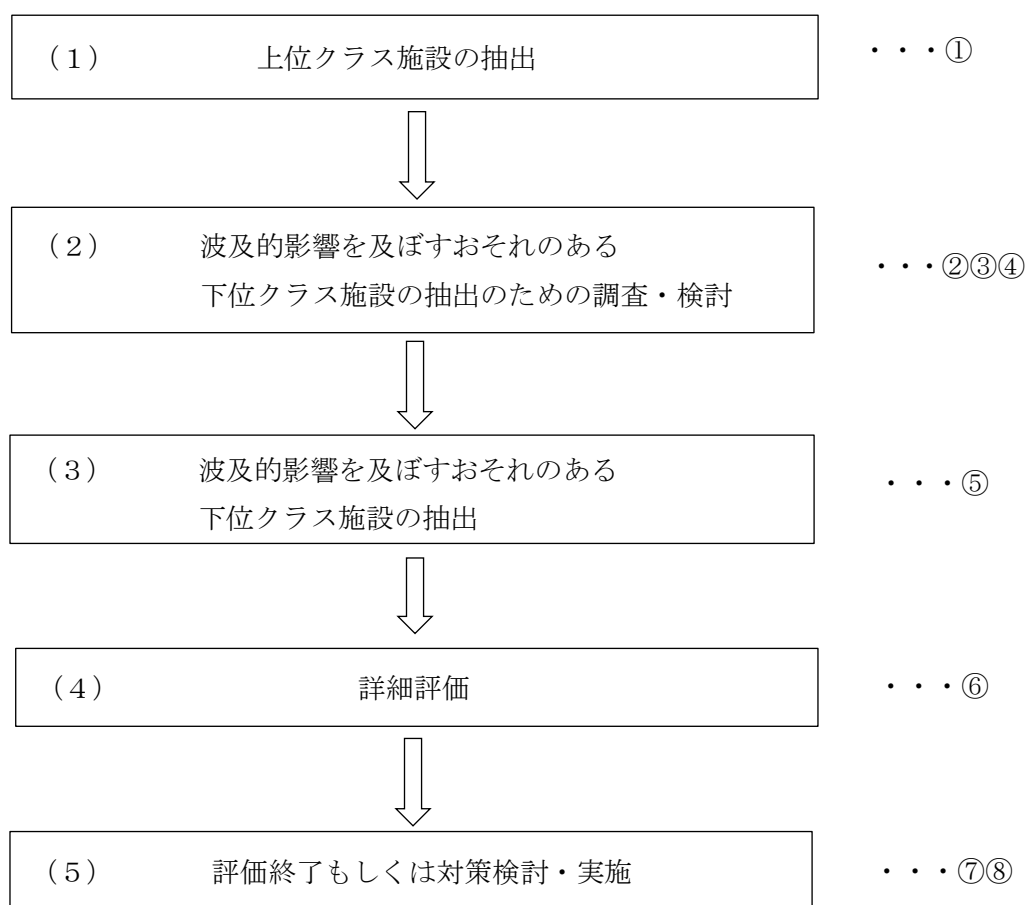 （１） 上位クラス施設の抽出 ・・・①
（２） 波及的影響を及ぼすおそれのある
下位クラス施設の抽出のための調査・検討 ・・・②③④
（３） 波及的影響を及ぼすおそれのある
下位クラス施設の抽出 ・・・⑤
（４） 詳細評価 ・・・⑥
（５） 評価終了もしくは対策検討・実施 ・・・⑦⑧